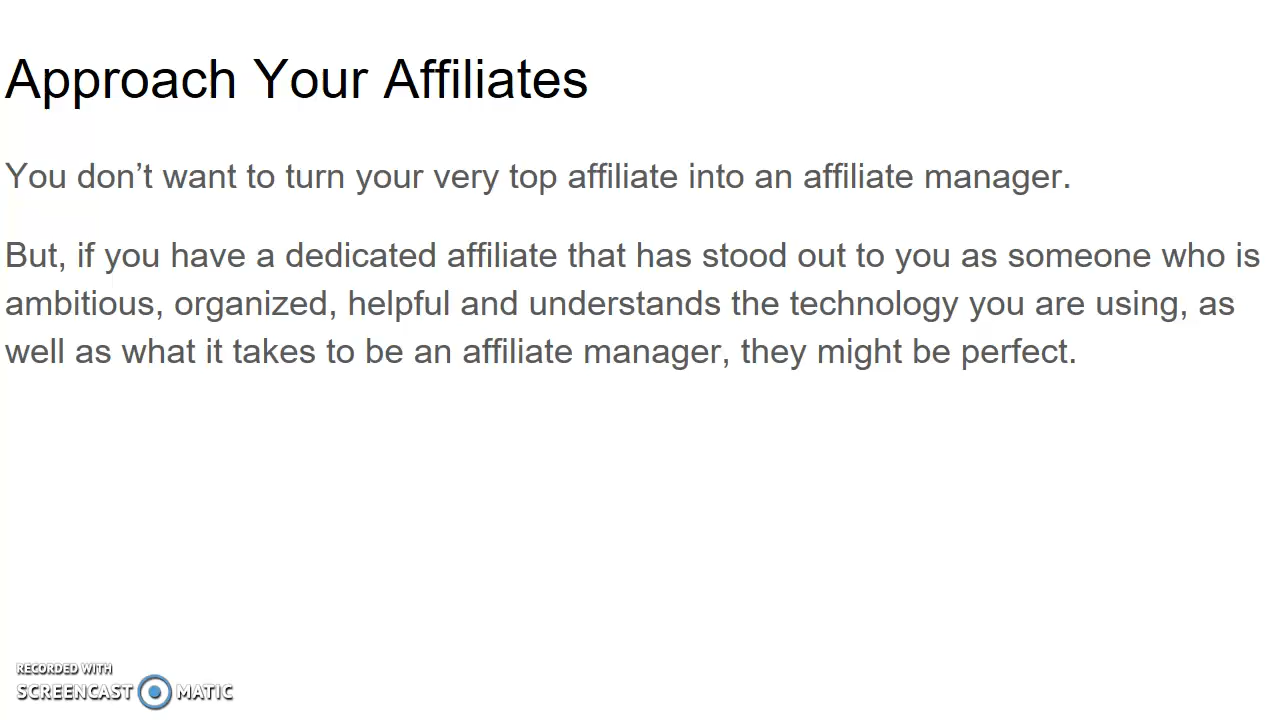 Approach Your Affiliates
You don’t want to turn your very top affiliate into an affiliate manager.
But, if you have a dedicated affiliate that has stood out to you as someone who is
ambitious, organized, helpful and understands the technology you are using, as
well as what it takes to be an affiliate manager, they might be perfect.
RECORDED WITH
SCREENCAST MATIC